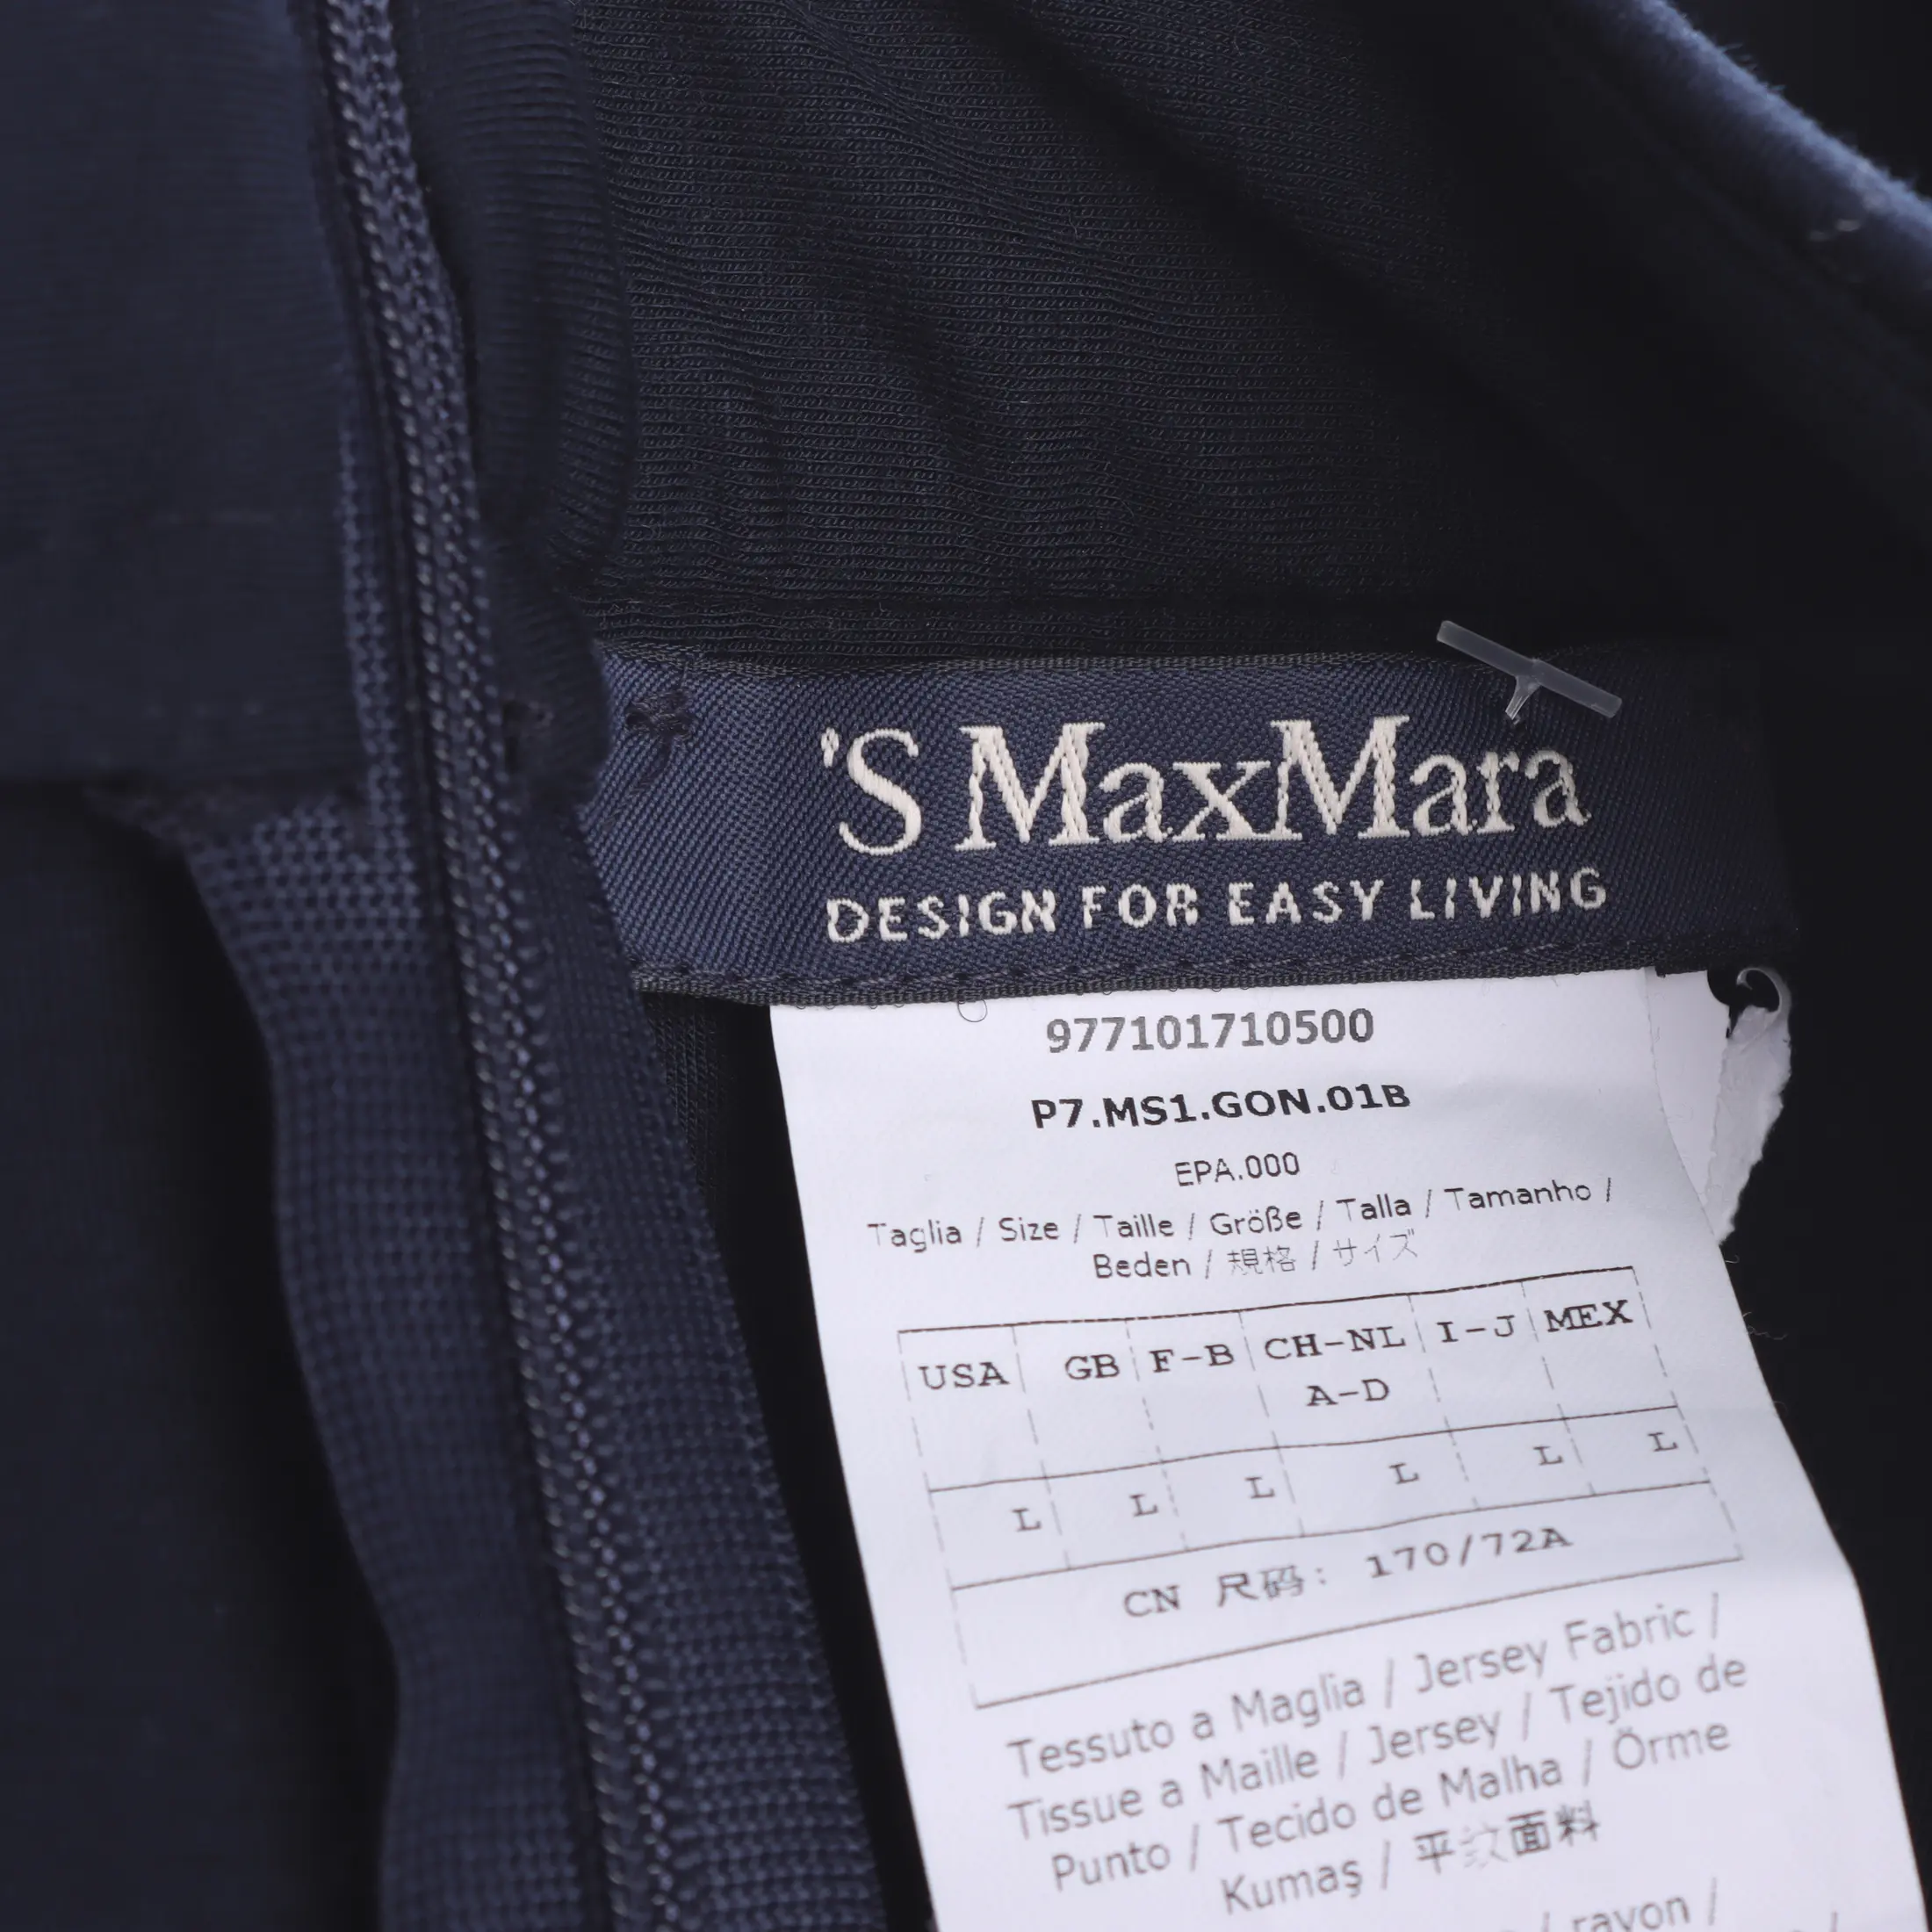 'S MaxMara
DESIGN FOR EASY LIVING
977101710500
P7.MS1.GON.01B
EPA.000
Taglia / Size / Taille / Größe / Talla / Tamanho /
Beden / 規格 / サイズ
USA GB F-B CH-NL I-J MEX
A-D
L L L L L L
CN 尺码: 170/72A
Tessuto a Maglia / Jersey Fabric /
Tissue a Maille / Jersey / Tejido de
Punto / Tecido de Malha / Örme
Kumaş / 平纹面料
/ rayon /